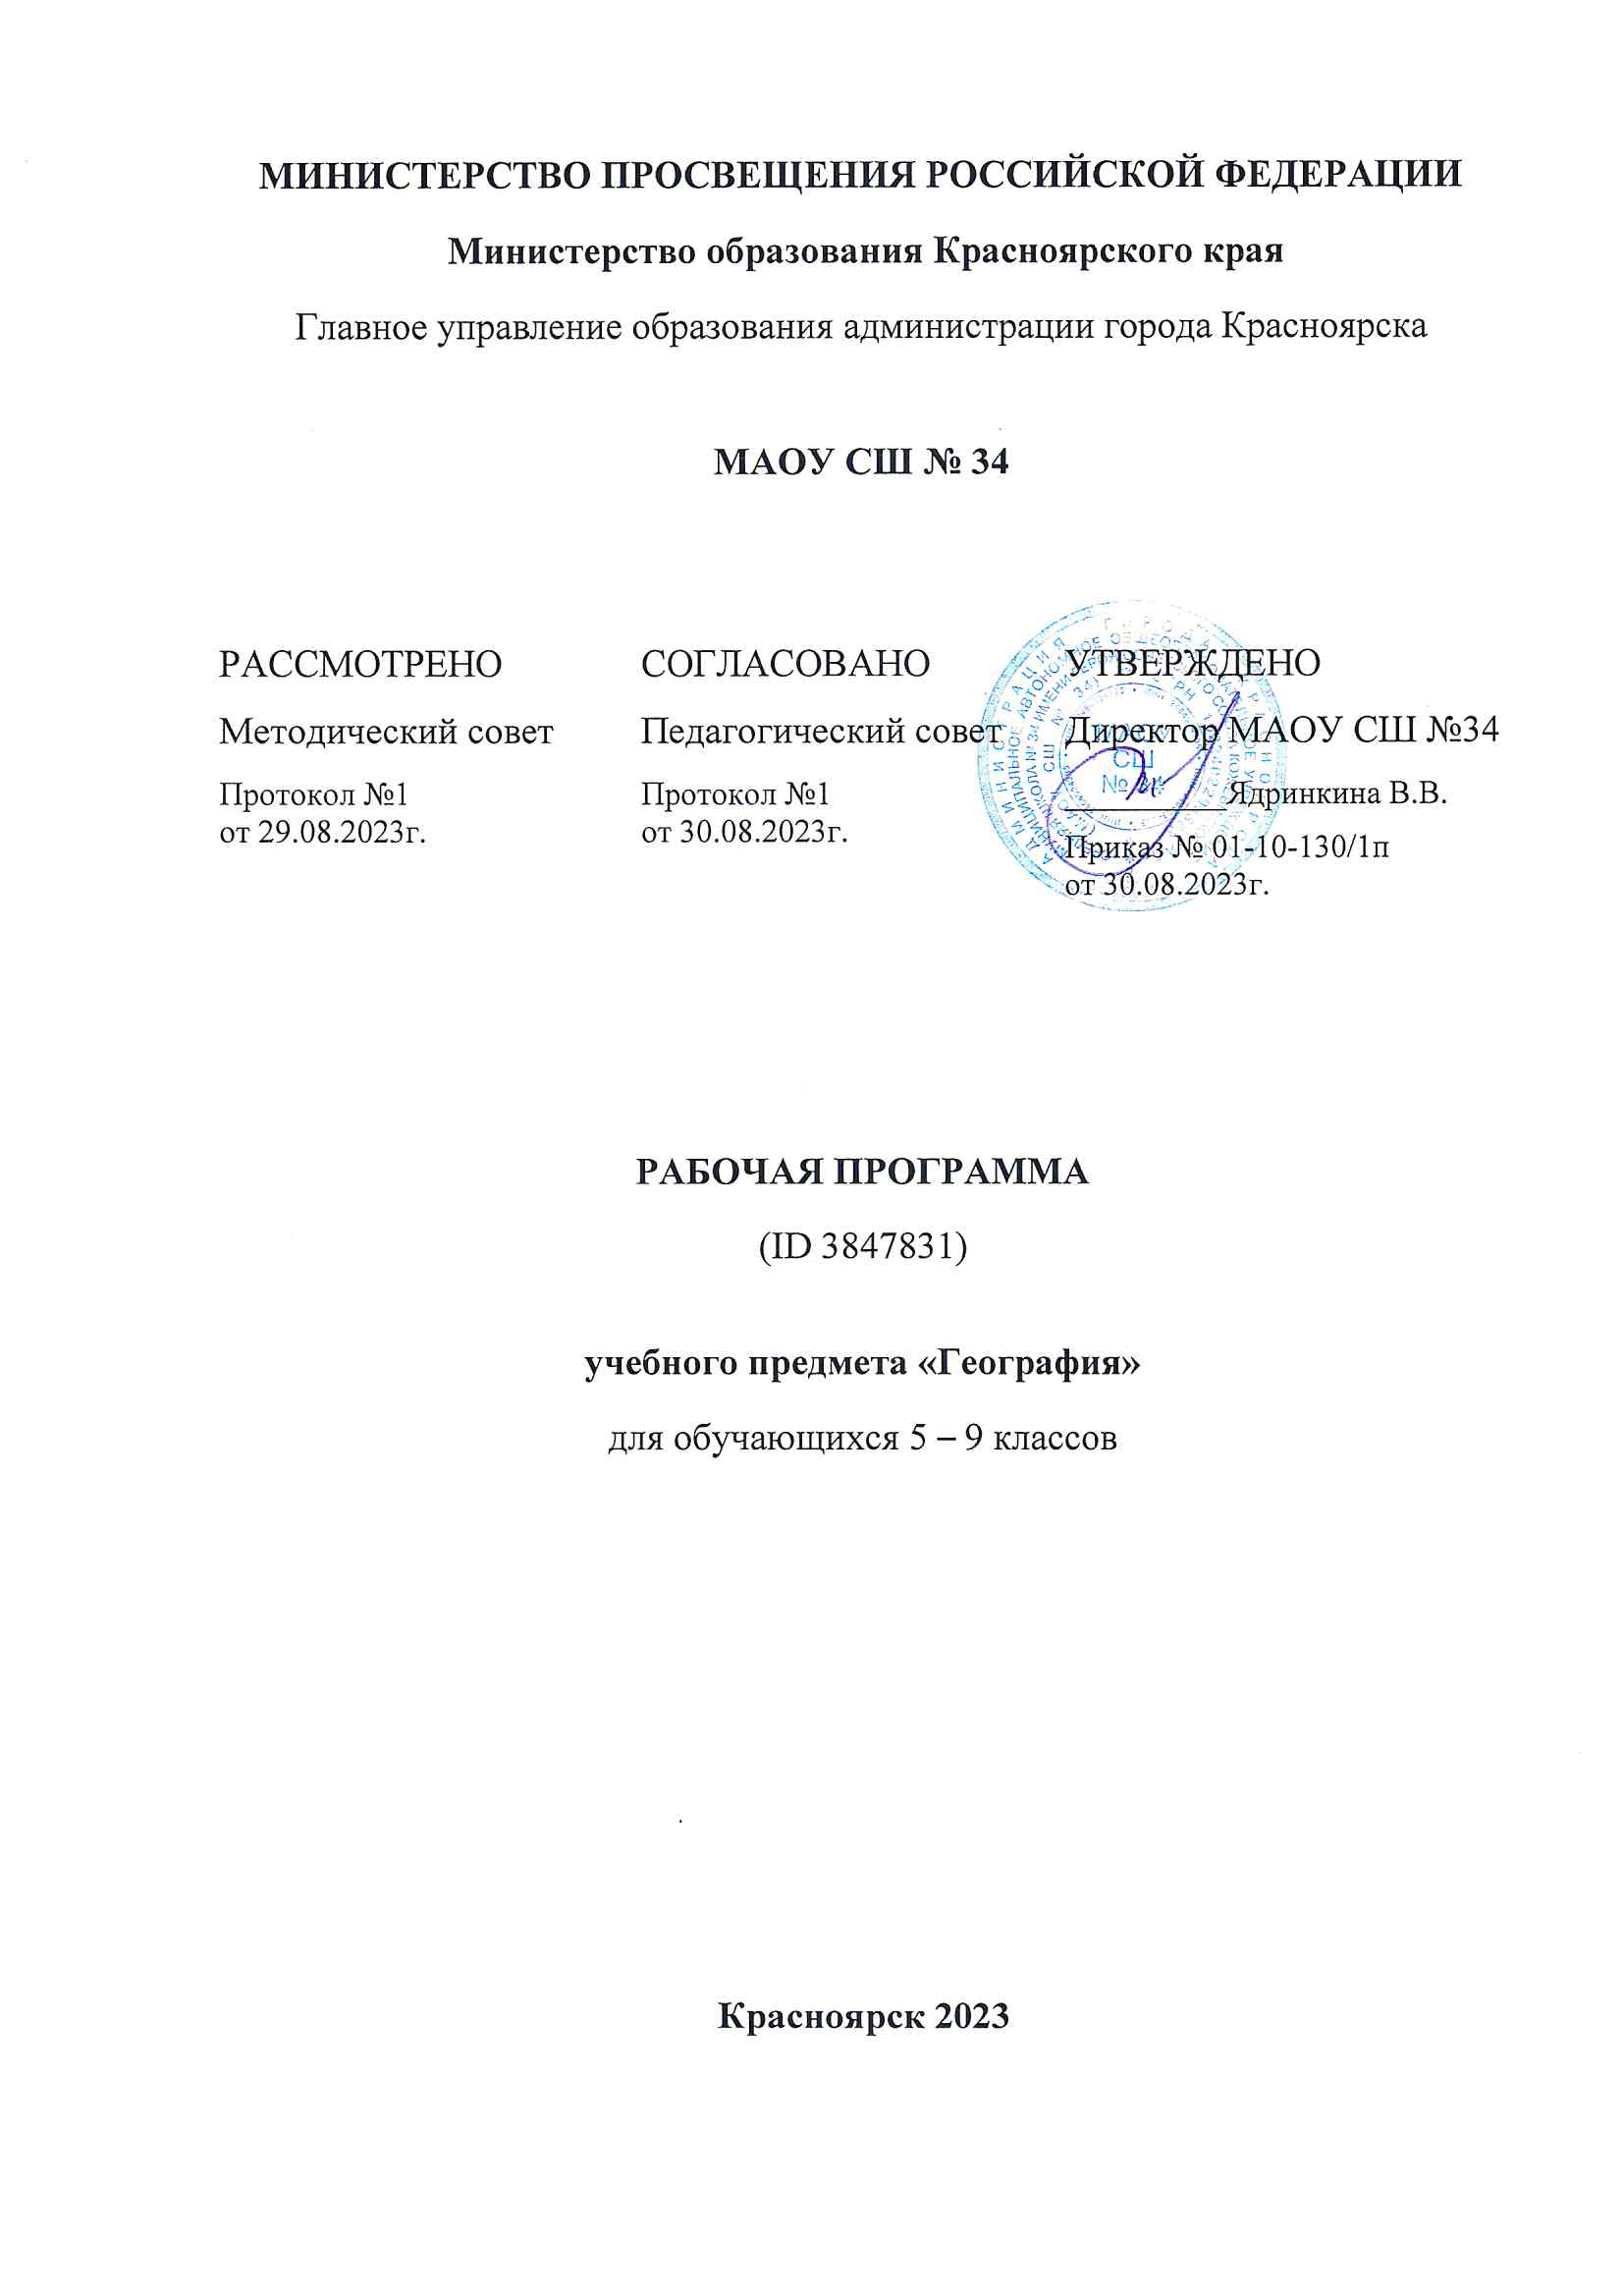 МИНИСТЕРСТВО ПРОСВЕЩЕНИЯ РОССИЙСКОЙ ФЕДЕРАЦИИ
Министерство образования Красноярского края
Главное управление образования администрации города Красноярска
МАОУ СШ № 34
РАССМОТРЕНО
Методический совет
Протокол №1
от 29.08.2023г.
СОГЛАСОВАНО
Педагогический совет
Протокол №1
от 30.08.2023г.
УТВЕРЖДЕНО
Директор МАОУ СШ №34
Ядринкина В.В.
Приказ № 01-10-130/1п
от 30.08.2023г.
СШ
№ 34
РАБОЧАЯ ПРОГРАММА
(ID 3847831)
учебного предмета «География»
для обучающихся 5 – 9 классов
Красноярск 2023